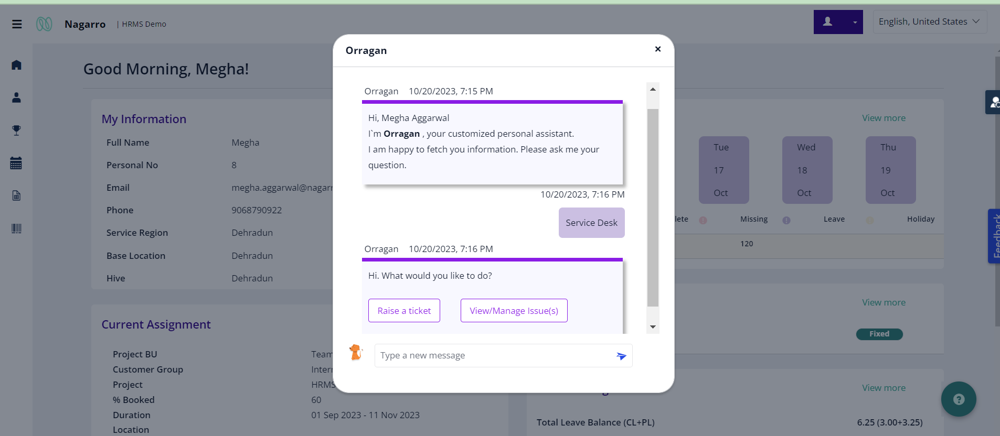 Nagarro | HRMS Demo
English, United States
Good Morning, Megha!
My Information
Full Name Megha
Personal No 8
Email megha.aggarwal@nagarr
Phone 9068790922
Service Region Dehradun
Base Location Dehradun
Hive Dehradun
Current Assignment
Project BU Team
Customer Group Inter
Project HRMS
% Booked 60
Duration 01 Sep 2023 - 11 Nov 2023
Location
Orragan ×
Orragan 10/20/2023, 7:15 PM
Hi, Megha Aggarwal
I`m Orragan , your customized personal assistant.
I am happy to fetch you information. Please ask me your
question.
10/20/2023, 7:16 PM
Service Desk
Orragan 10/20/2023, 7:16 PM
Hi. What would you like to do?
Raise a ticket View/Manage Issue(s)
Type a new message
View more
Tue Wed Thu
17 18 19
Oct Oct Oct
lete Missing Leave Holiday
120
View more
Fixed
View more
Total Leave Balance (CL+PL) 6.25 (3.00+3.25)
Feedback